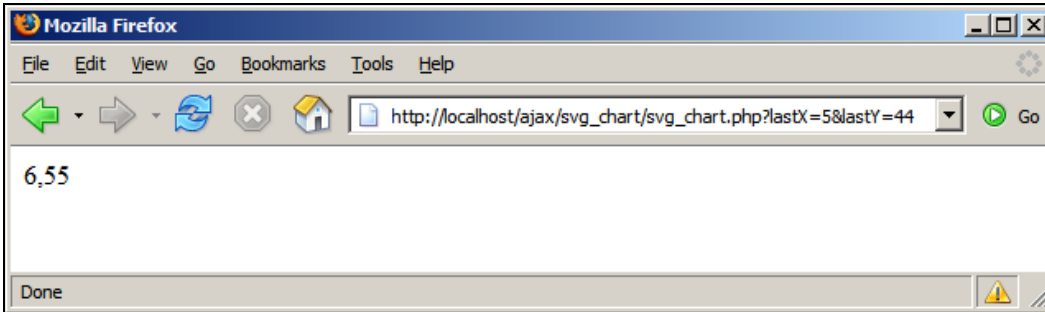 Mozilla Firefox
File Edit View Go Bookmarks Tools Help
http://localhost/ajax/svg_chart/svg_chart.php?lastX=5&lastY=44 Go
6,55
Done